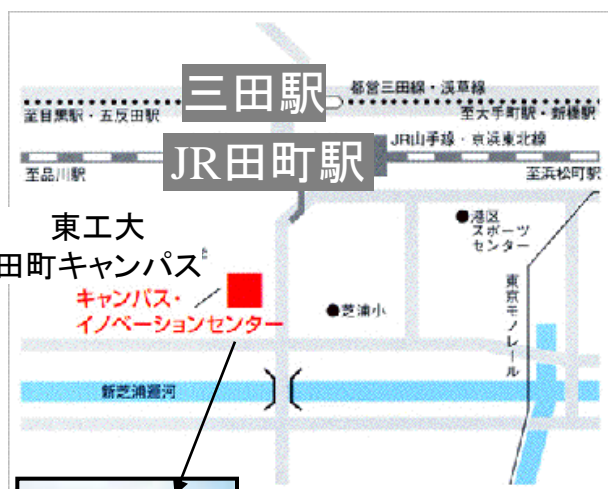 三田駅
都営三田線・浅草線
至目黒駅・五反田駅
至大手町駅・新橋駅
JR田町駅
JR山手線・京浜東北線
至品川駅
至浜松町駅
東工大
田町キャンパス
キャンパス・
イノベーションセンター
●港区
スポーツ
センター
●芝浦小
東京モノレール
新芝浦運河